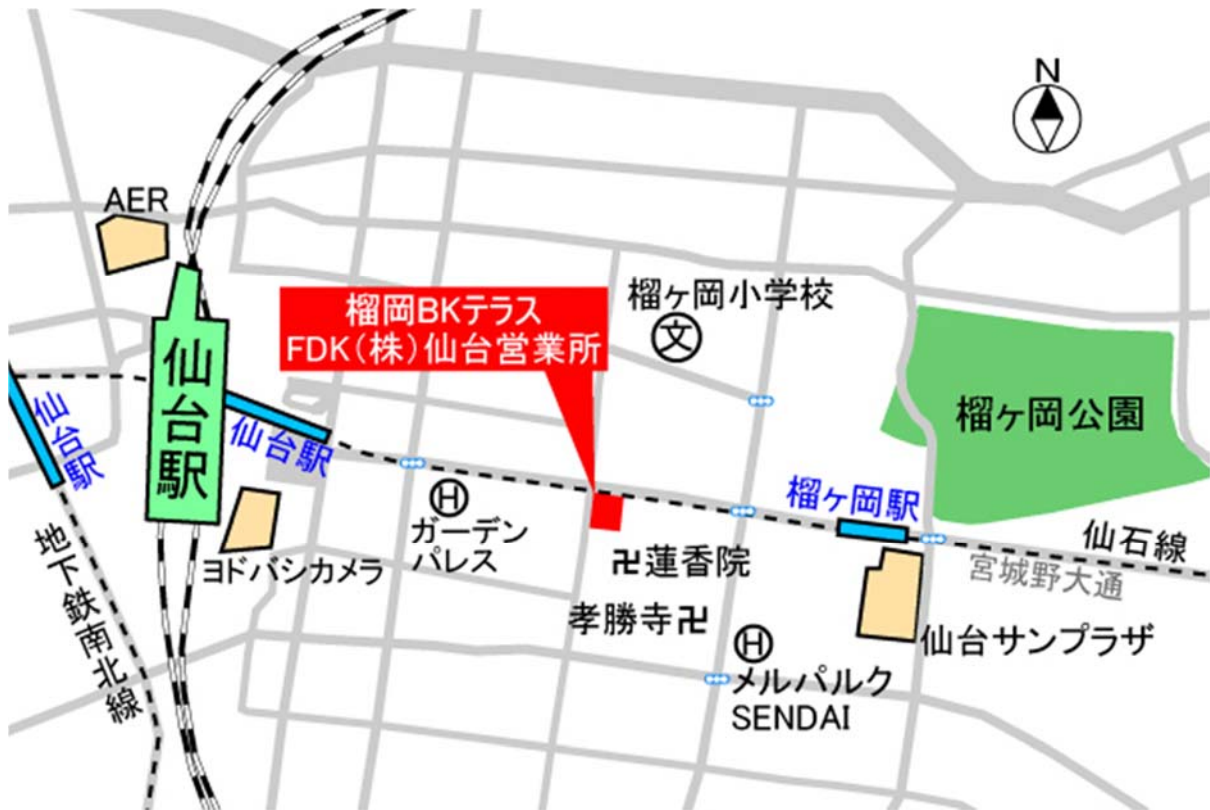 N
AER
榴岡BKテラス
FDK(株)仙台営業所
榴ヶ岡小学校
文
仙台駅
仙台駅
仙台駅
榴ヶ岡公園
榴ヶ岡駅
H
ガーデン
パレス
仙石線
宮城野大通
ヨドバシカメラ
卍蓮香院
孝勝寺卍
地下鉄南北線
仙台サンプラザ
H
メルパルク
SENDAI